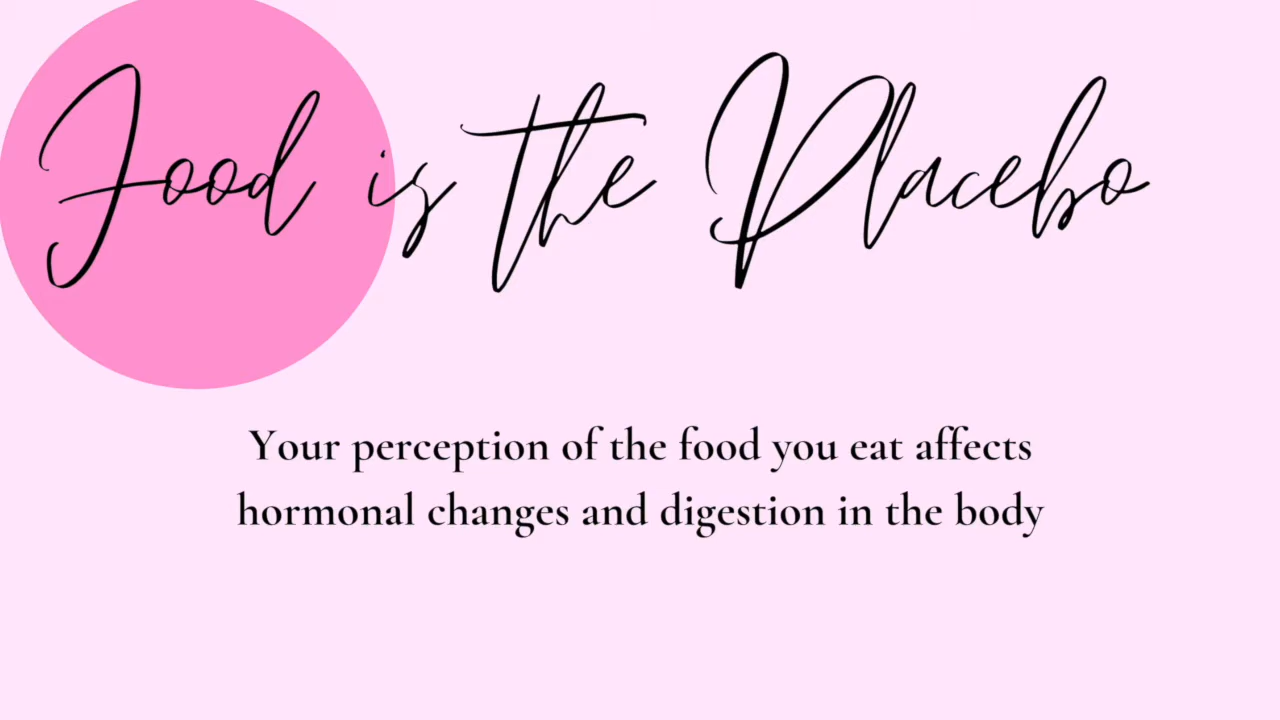 Food is the Placebo
Your perception of the food you eat affects
hormonal changes and digestion in the body